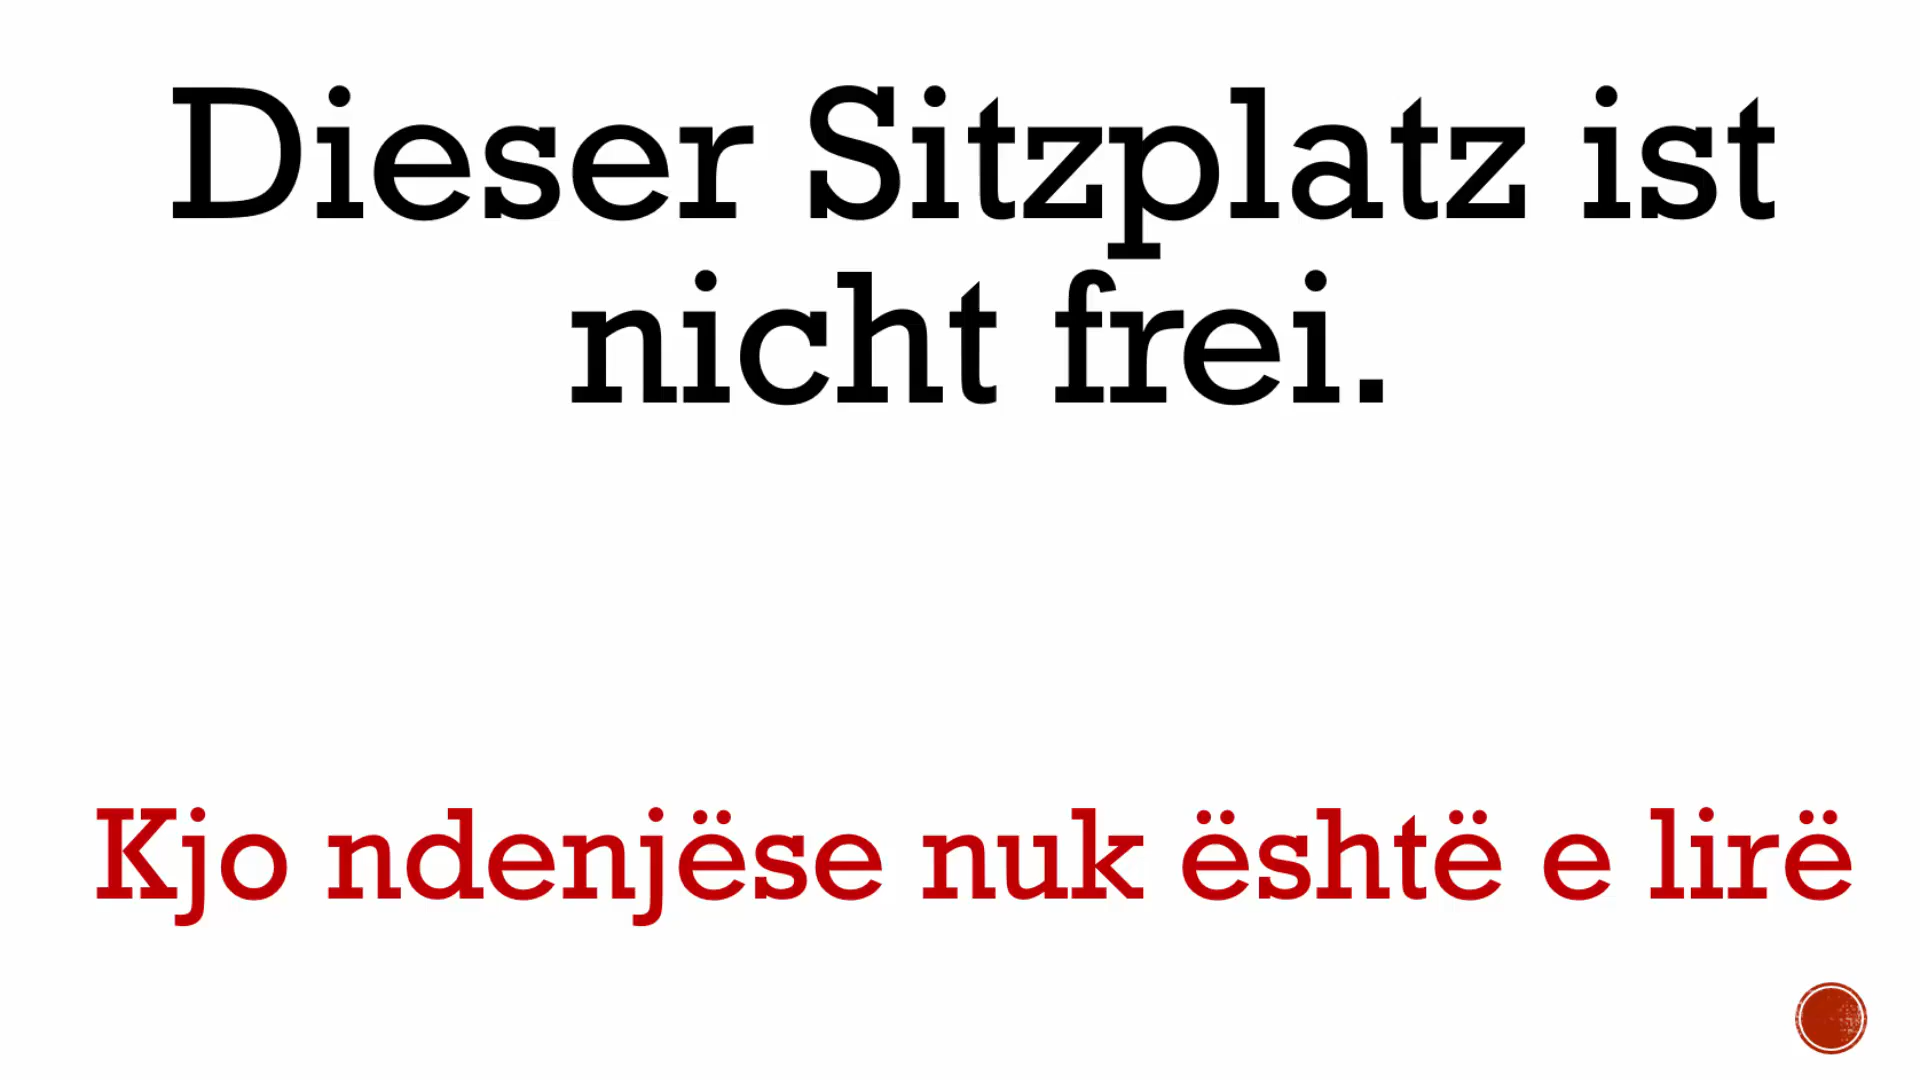 Dieser Sitzplatz ist
nicht frei.
Kjo ndenjëse nuk është e lirë